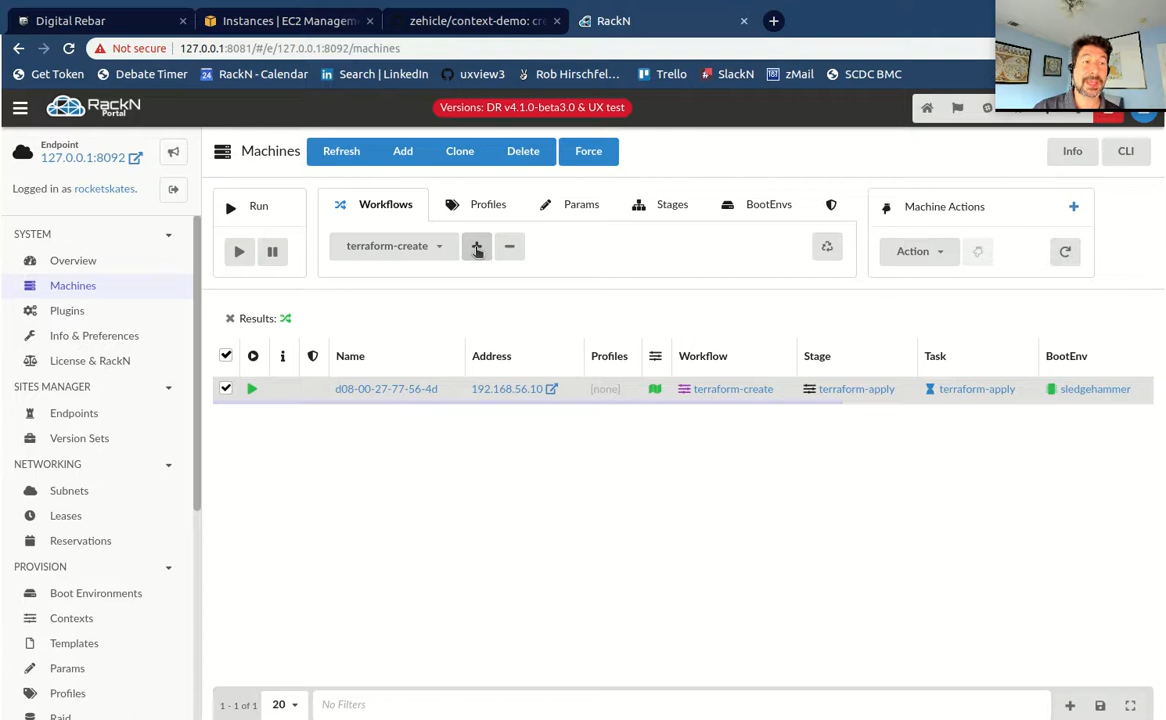 Digital Rebar
Instances | EC2 Managem
zehicle/context-demo: cre
RackN
Not secure
127.0.0.1:8081/#/e/127.0.0.1:8092/machines
Get Token
Debate Timer
RackN - Calendar
Search | LinkedIn
uxview3
Rob Hirschfel...
Trello
SlackN
zMail
SCDC BMC
RackN
Portal
Versions: DR v4.1.0-beta3.0 & UX test
Endpoint
127.0.0.1:8092
Logged in as rocketskates.
Machines
Refresh
Add
Clone
Delete
Force
Info
CLI
Run
Workflows
Profiles
Params
Stages
BootEnvs
Machine Actions
terraform-create
Action
SYSTEM
Overview
Machines
Plugins
Info & Preferences
License & RackN
SITES MANAGER
Endpoints
Version Sets
NETWORKING
Subnets
Leases
Reservations
PROVISION
Boot Environments
Contexts
Templates
Params
Profiles
Raid
Results:
Name
Address
Profiles
Workflow
Stage
Task
BootEnv
d08-00-27-77-56-4d
192.168.56.10
[none]
terraform-create
terraform-apply
terraform-apply
sledgehammer
1 - 1 of 1
20
No Filters